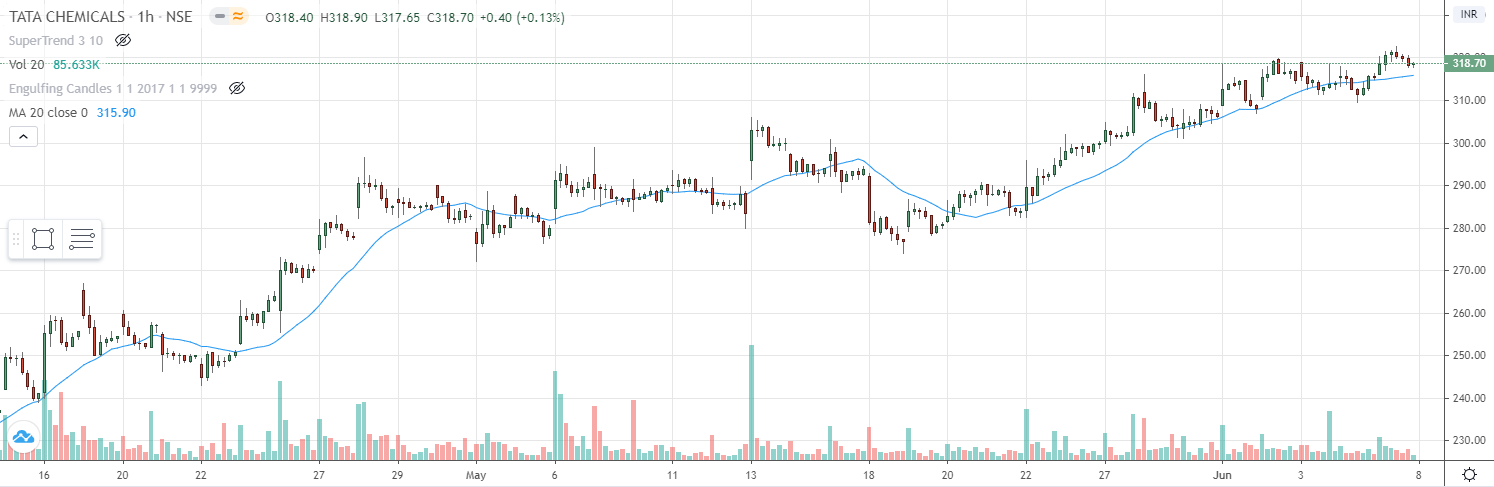 TATA CHEMICALS · 1h · NSE O318.40 H318.90 L317.65 C318.70 +0.40 (+0.13%)
INR
SuperTrend 3 10
Vol 20 85.633K
318.70
Engulfing Candles 1 1 2017 1 1 9999
310.00
MA 20 close 0 315.90
300.00
290.00
280.00
270.00
260.00
250.00
240.00
230.00
16 20 22 27 29 May 6 11 13 18 20 22 27 Jun 3 8